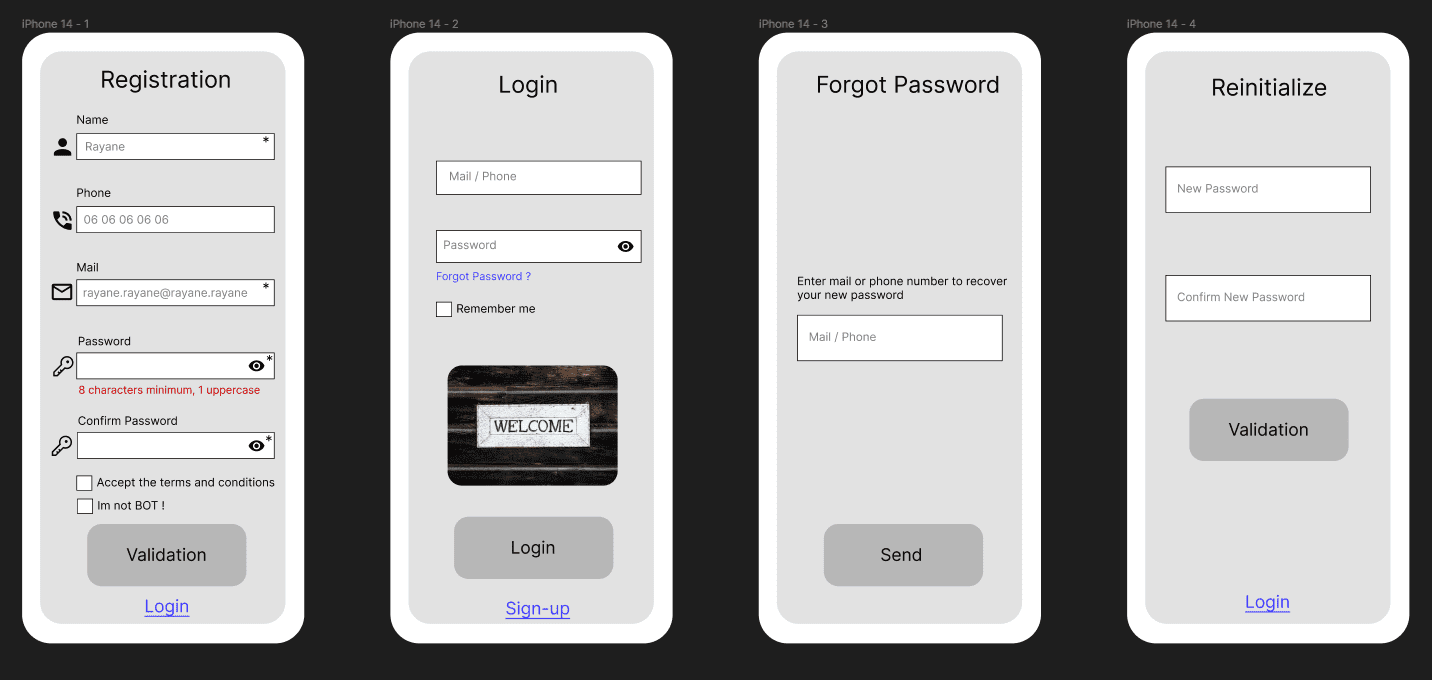 iPhone 14 - 1
Registration
Name
Rayane
*
Phone
06 06 06 06 06
Mail
rayane.rayane@rayane.rayane
*
Password
*
8 characters minimum, 1 uppercase
Confirm Password
*
Accept the terms and conditions
Im not BOT !
Validation
Login
iPhone 14 - 2
Login
Mail / Phone
Password
Forgot Password ?
Remember me
WELCOME
Login
Sign-up
iPhone 14 - 3
Forgot Password
Enter mail or phone number to recover
your new password
Mail / Phone
Send
iPhone 14 - 4
Reinitialize
New Password
Confirm New Password
Validation
Login